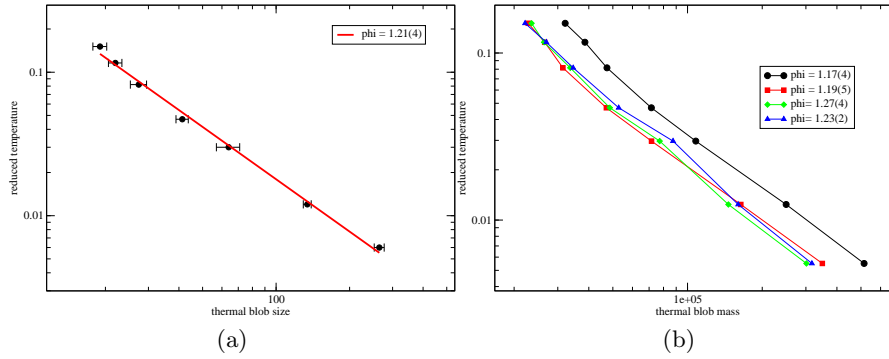 phi = 1.21(4)
0.1
0.01
reduced temperature
100
thermal blob size
(a)
phi = 1.17(4)
phi = 1.19(5)
phi= 1.27(4)
phi= 1.23(2)
0.1
0.01
reduced temperature
1e+05
thermal blob mass
(b)